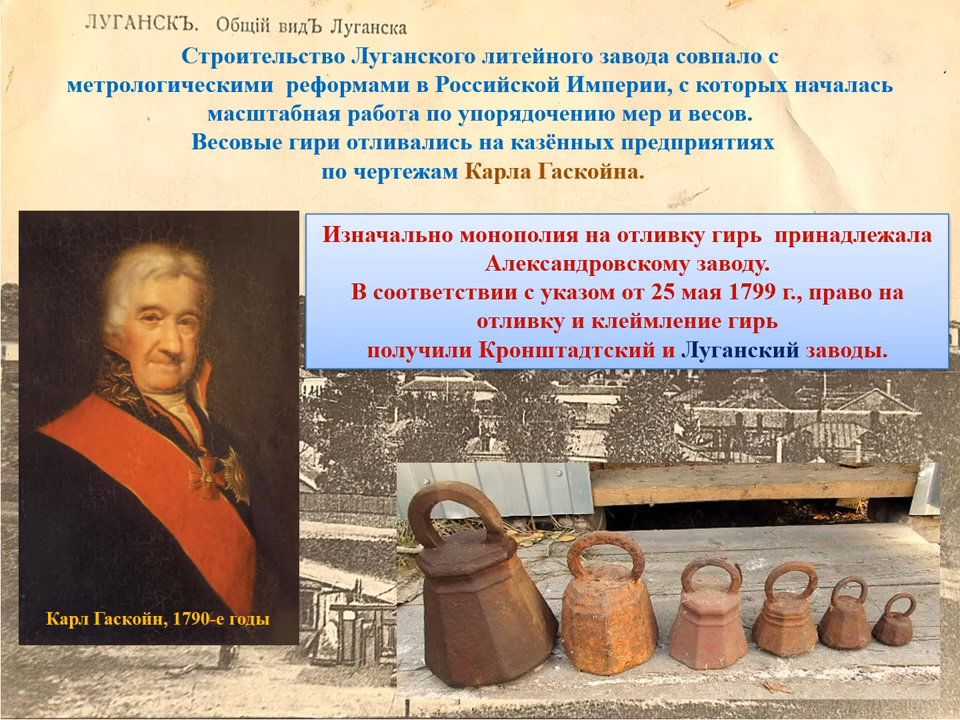 ЛУГАНСКЪ. Общій видЪ Луганска
Строительство Луганского литейного завода совпало с
метрологическими реформами в Российской Империи, с которых началась
масштабная работа по упорядочению мер и весов.
Весовые гири отливались на казённых предприятиях
по чертежам Карла Гаскойна.
Изначально монополия на отливку гирь принадлежала
Александровскому заводу.
В соответствии с указом от 25 мая 1799 г., право на
отливку и клеймление гирь
получили Кронштадтский и Луганский заводы.
Карл Гаскойн, 1790-е годы